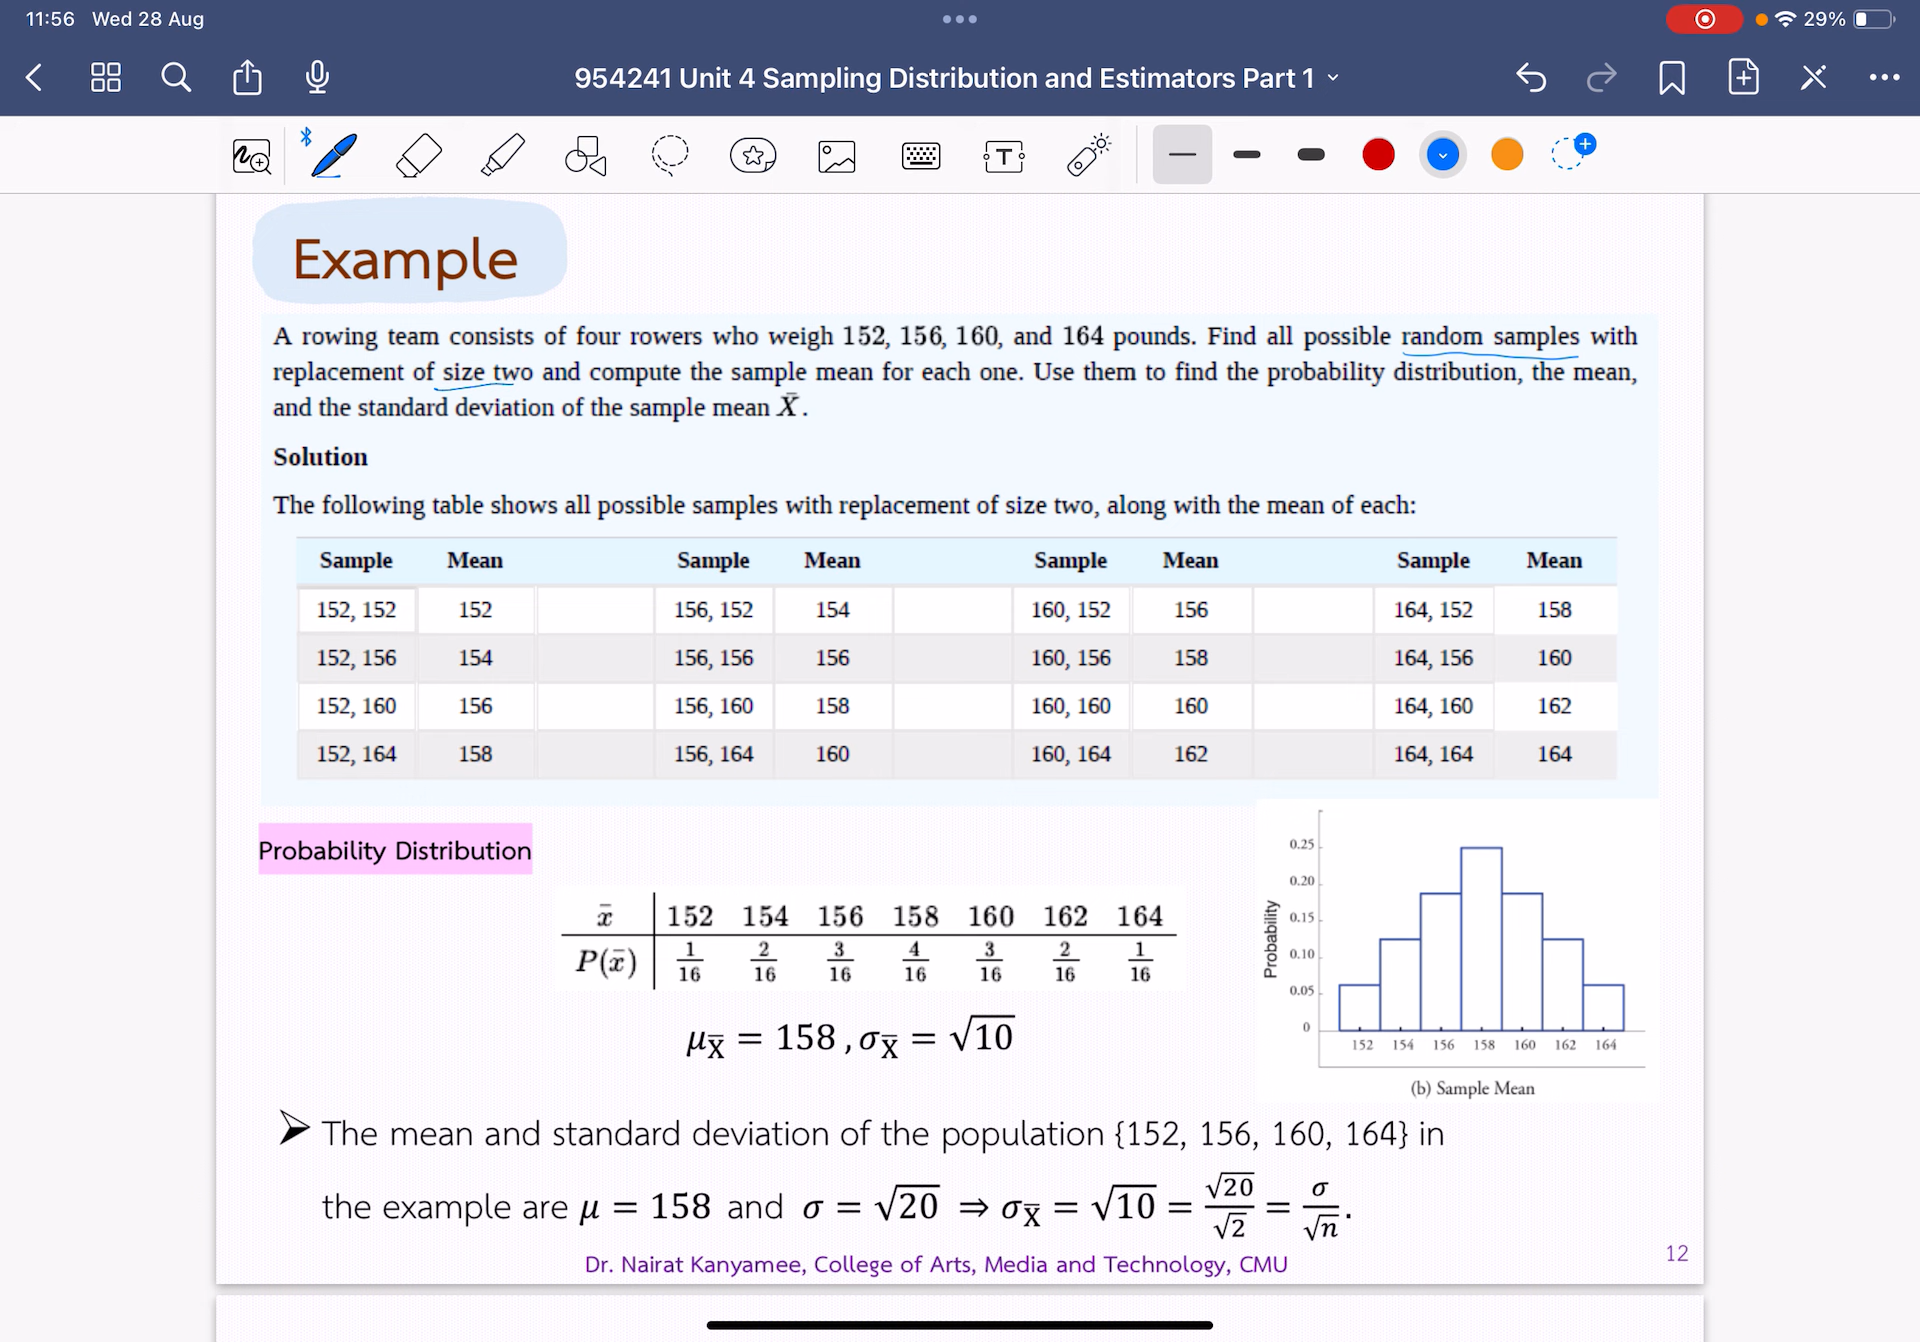 11:56 Wed 28 Aug
29%
954241 Unit 4 Sampling Distribution and Estimators Part 1
Example
A rowing team consists of four rowers who weigh 152, 156, 160, and 164 pounds. Find all possible random samples with
replacement of size two and compute the sample mean for each one. Use them to find the probability distribution, the mean,
and the standard deviation of the sample mean X̄.
Solution
The following table shows all possible samples with replacement of size two, along with the mean of each:
Sample Mean Sample Mean Sample Mean Sample Mean
152, 152 152 156, 152 154 160, 152 156 164, 152 158
152, 156 154 156, 156 156 160, 156 158 164, 156 160
152, 160 156 156, 160 158 160, 160 160 164, 160 162
152, 164 158 156, 164 160 160, 164 162 164, 164 164
Probability Distribution
x̄ 152 154 156 158 160 162 164
P(x̄) 1/16 2/16 3/16 4/16 3/16 2/16 1/16
μX̄ = 158 , σX̄ = √10
Probability
0.25
0.20
0.15
0.10
0.05
0
152 154 156 158 160 162 164
(b) Sample Mean
➢ The mean and standard deviation of the population {152, 156, 160, 164} in
the example are μ = 158 and σ = √20 ⇒ σX̄ = √10 = √20/√2 = σ/√n.
Dr. Nairat Kanyamee, College of Arts, Media and Technology, CMU
12